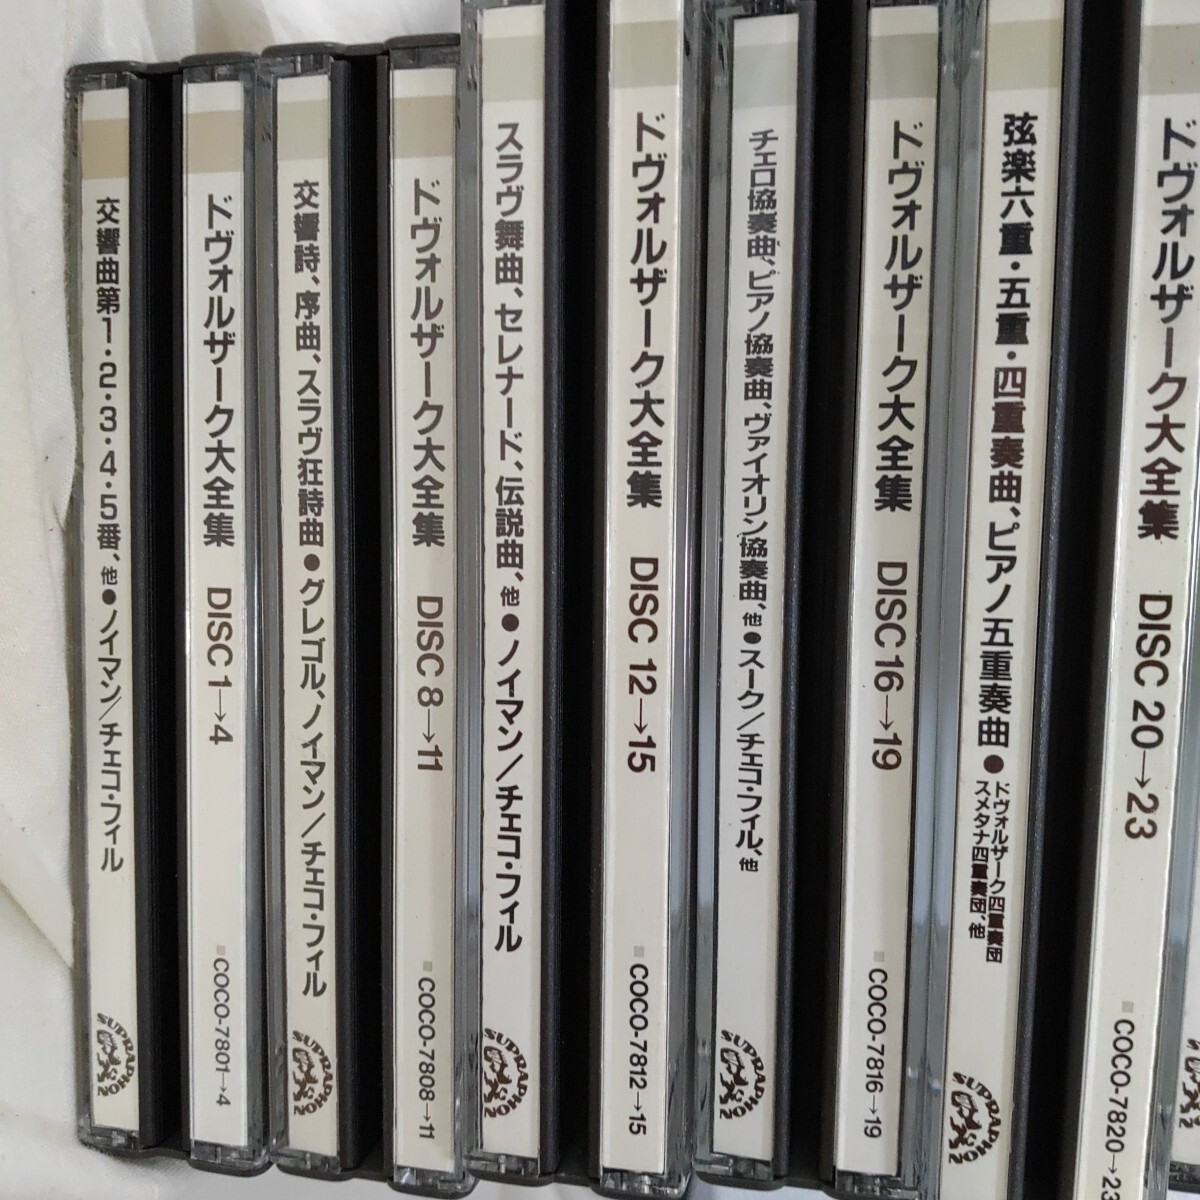 交響曲第1・2・3・4・5番、他●ノイマン/チェコ・フィル
SUPRAPHON
ドヴォルザーク大全集 DISC 1→4
COCO-7801→4
交響詩、序曲、スラヴ狂詩曲●グレゴル、ノイマン/チェコ・フィル
SUPRAPHON
ドヴォルザーク大全集 DISC 8→11
COCO-7808→11
スラヴ舞曲、セレナード、伝説曲、他●ノイマン/チェコ・フィル
SUPRAPHON
ドヴォルザーク大全集 DISC 12→15
COCO-7812→15
チェロ協奏曲、ピアノ協奏曲、ヴァイオリン協奏曲、他●スーク/チェコ・フィル、他
SUPRAPHON
ドヴォルザーク大全集 DISC 16→19
COCO-7816→19
弦楽六重・五重・四重奏曲、ピアノ五重奏曲●ドヴォルザーク四重奏団
スメタナ四重奏団、他
SUPRAPHON
ドヴォルザーク大全集 DISC 20→23
COCO-7820→2